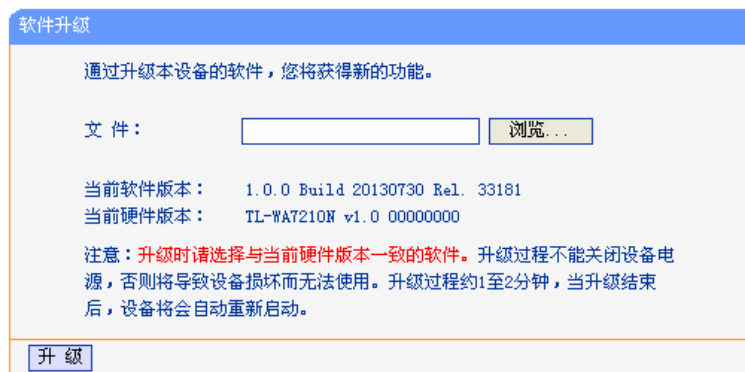 软件升级
通过升级本设备的软件，您将获得新的功能。
文 件： 浏览...
当前软件版本： 1.0.0 Build 20130730 Rel. 33181
当前硬件版本： TL-WA7210N v1.0 00000000
注意：升级时请选择与当前硬件版本一致的软件。升级过程不能关闭设备电
源，否则将导致设备损坏而无法使用。升级过程约1至2分钟，当升级结束
后，设备将会自动重新启动。
升 级